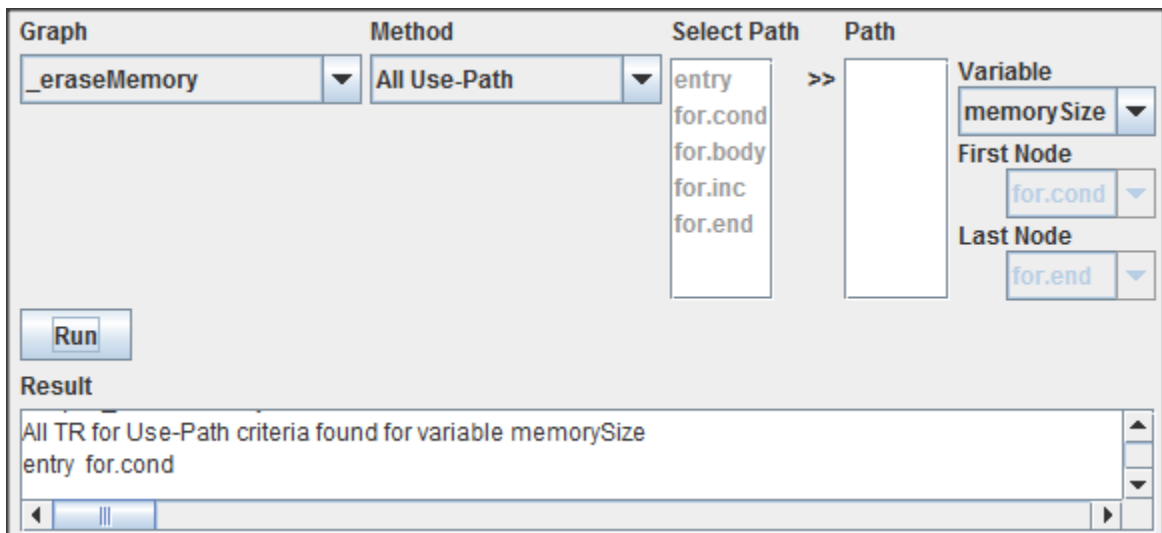 Graph
Method
Select Path
Path
_eraseMemory
All Use-Path
entry
for.cond
for.body
for.inc
for.end
>>
Variable
memorySize
First Node
for.cond
Last Node
for.end
Run
Result
All TR for Use-Path criteria found for variable memorySize
entry for.cond